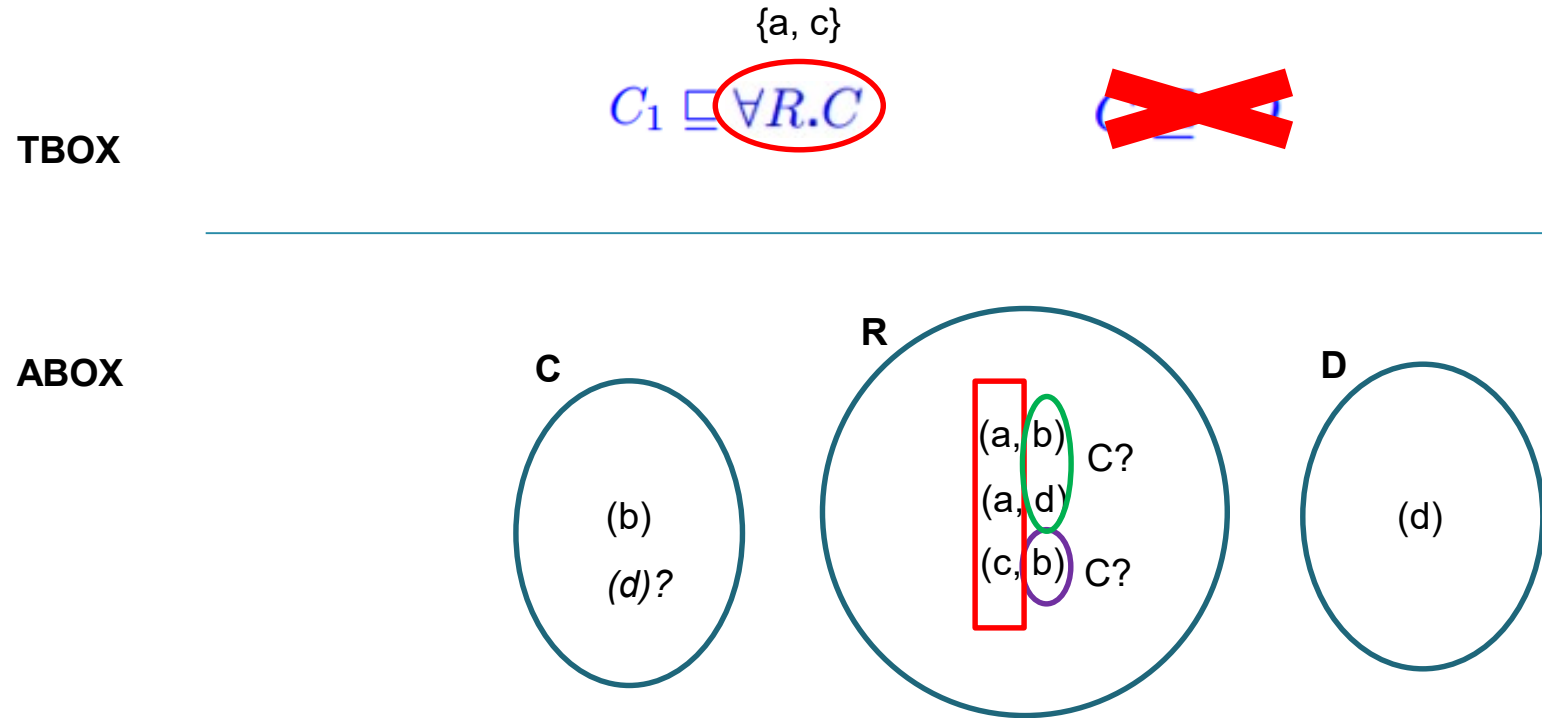 {a, c}
C₁ ⊑ ∀R.C
TBOX
ABOX
C
(b)
(d)?
R
(a, b)
(a, d)
C?
(c, b)
C?
D
(d)